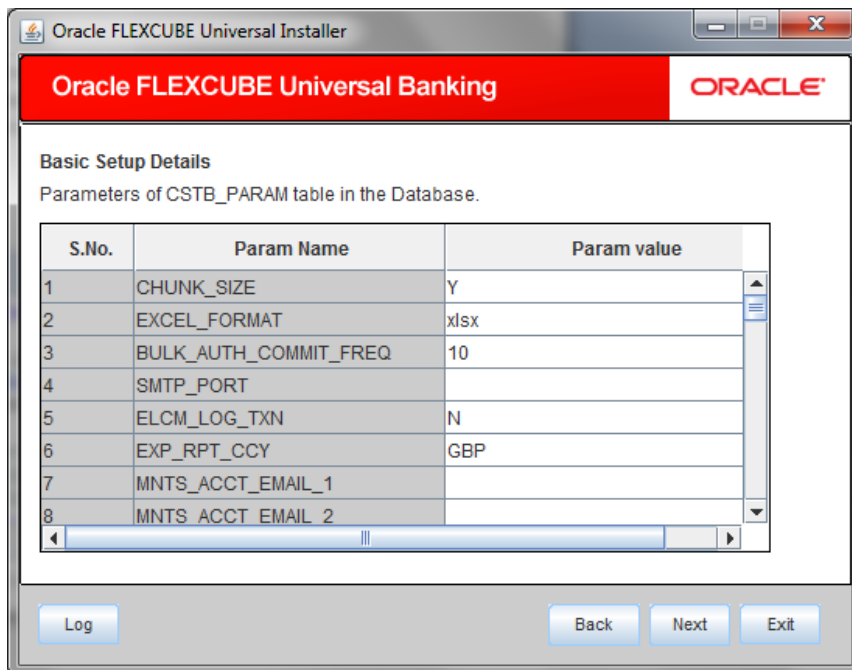 Oracle FLEXCUBE Universal Installer
Oracle FLEXCUBE Universal Banking ORACLE
Basic Setup Details
Parameters of CSTB_PARAM table in the Database.
S.No. Param Name Param value
1 CHUNK_SIZE Y
2 EXCEL_FORMAT xlsx
3 BULK_AUTH_COMMIT_FREQ 10
4 SMTP_PORT
5 ELCM_LOG_TXN N
6 EXP_RPT_CCY GBP
7 MNTS_ACCT_EMAIL_1
8 MNTS_ACCT_EMAIL_2
Log Back Next Exit